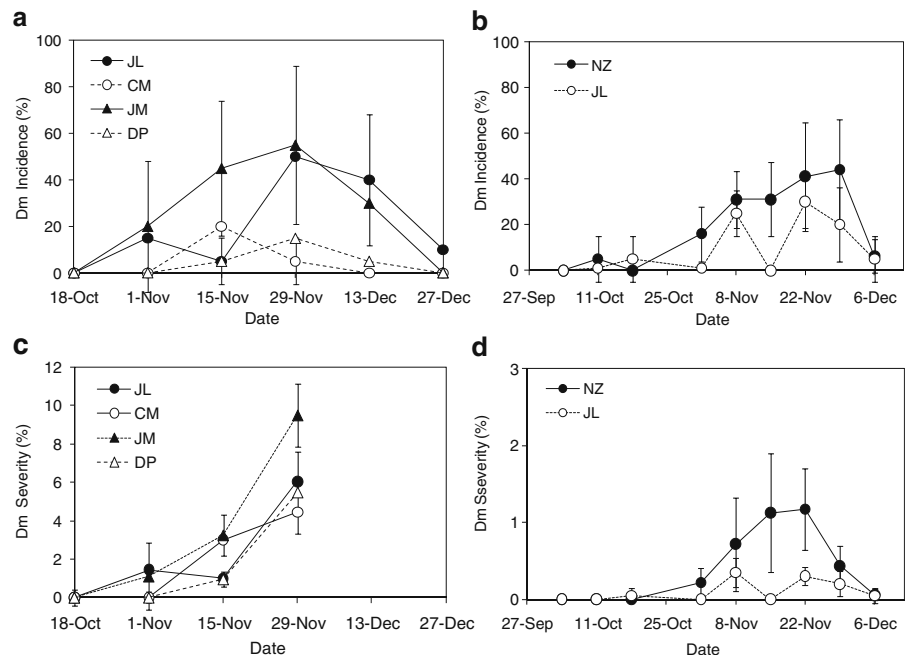 a
100
80
60
40
20
0
Dm Incidence (%)
JL
CM
JM
DP
18-Oct 1-Nov 15-Nov 29-Nov 13-Dec 27-Dec
Date
b
100
80
60
40
20
0
Dm Incidence (%)
NZ
JL
27-Sep 11-Oct 25-Oct 8-Nov 22-Nov 6-Dec
Date
c
12
10
8
6
4
2
0
Dm Severity (%)
JL
CM
JM
DP
18-Oct 1-Nov 15-Nov 29-Nov 13-Dec 27-Dec
Date
d
3
2
1
0
Dm Sseverity (%)
NZ
JL
27-Sep 11-Oct 25-Oct 8-Nov 22-Nov 6-Dec
Date